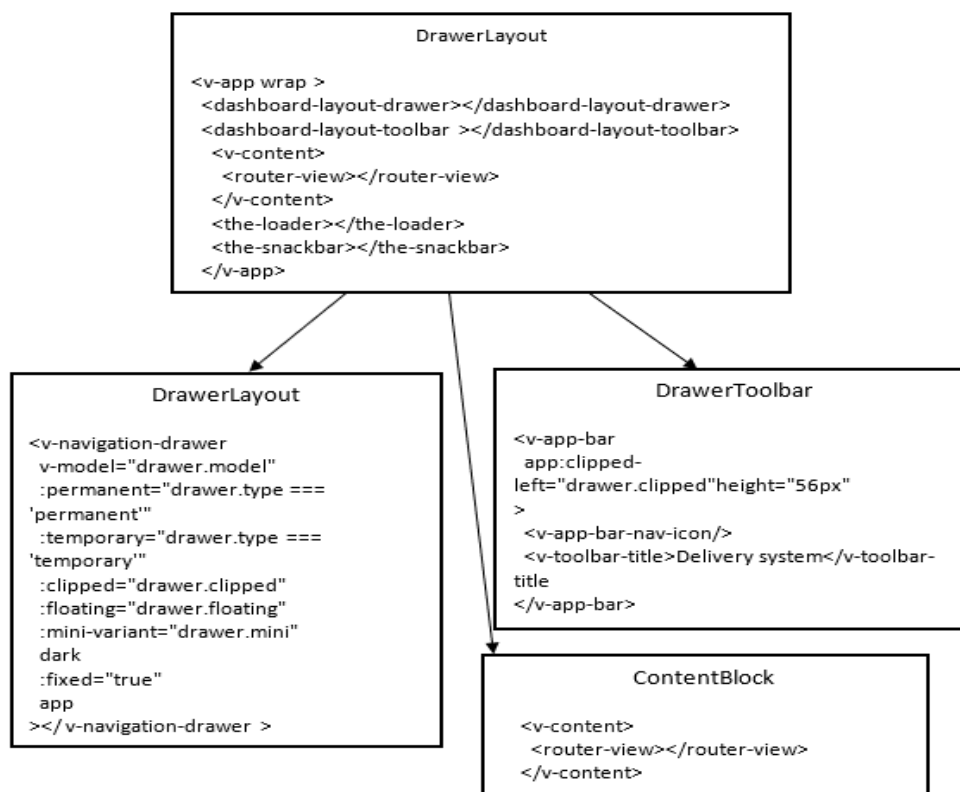 DrawerLayout
<v-app wrap >
<dashboard-layout-drawer></dashboard-layout-drawer>
<dashboard-layout-toolbar ></dashboard-layout-toolbar>
<v-content>
<router-view></router-view>
</v-content>
<the-loader></the-loader>
<the-snackbar></the-snackbar>
</v-app>
DrawerLayout
<v-navigation-drawer
v-model="drawer.model"
:permanent="drawer.type ===
'permanent'"
:temporary="drawer.type ===
'temporary'"
:clipped="drawer.clipped"
:floating="drawer.floating"
:mini-variant="drawer.mini"
dark
:fixed="true"
app
></ v-navigation-drawer >
DrawerToolbar
<v-app-bar
app:clipped-
left="drawer.clipped"height="56px"
>
<v-app-bar-nav-icon/>
<v-toolbar-title>Delivery system</v-toolbar-
title
</v-app-bar>
ContentBlock
<v-content>
<router-view></router-view>
</v-content>